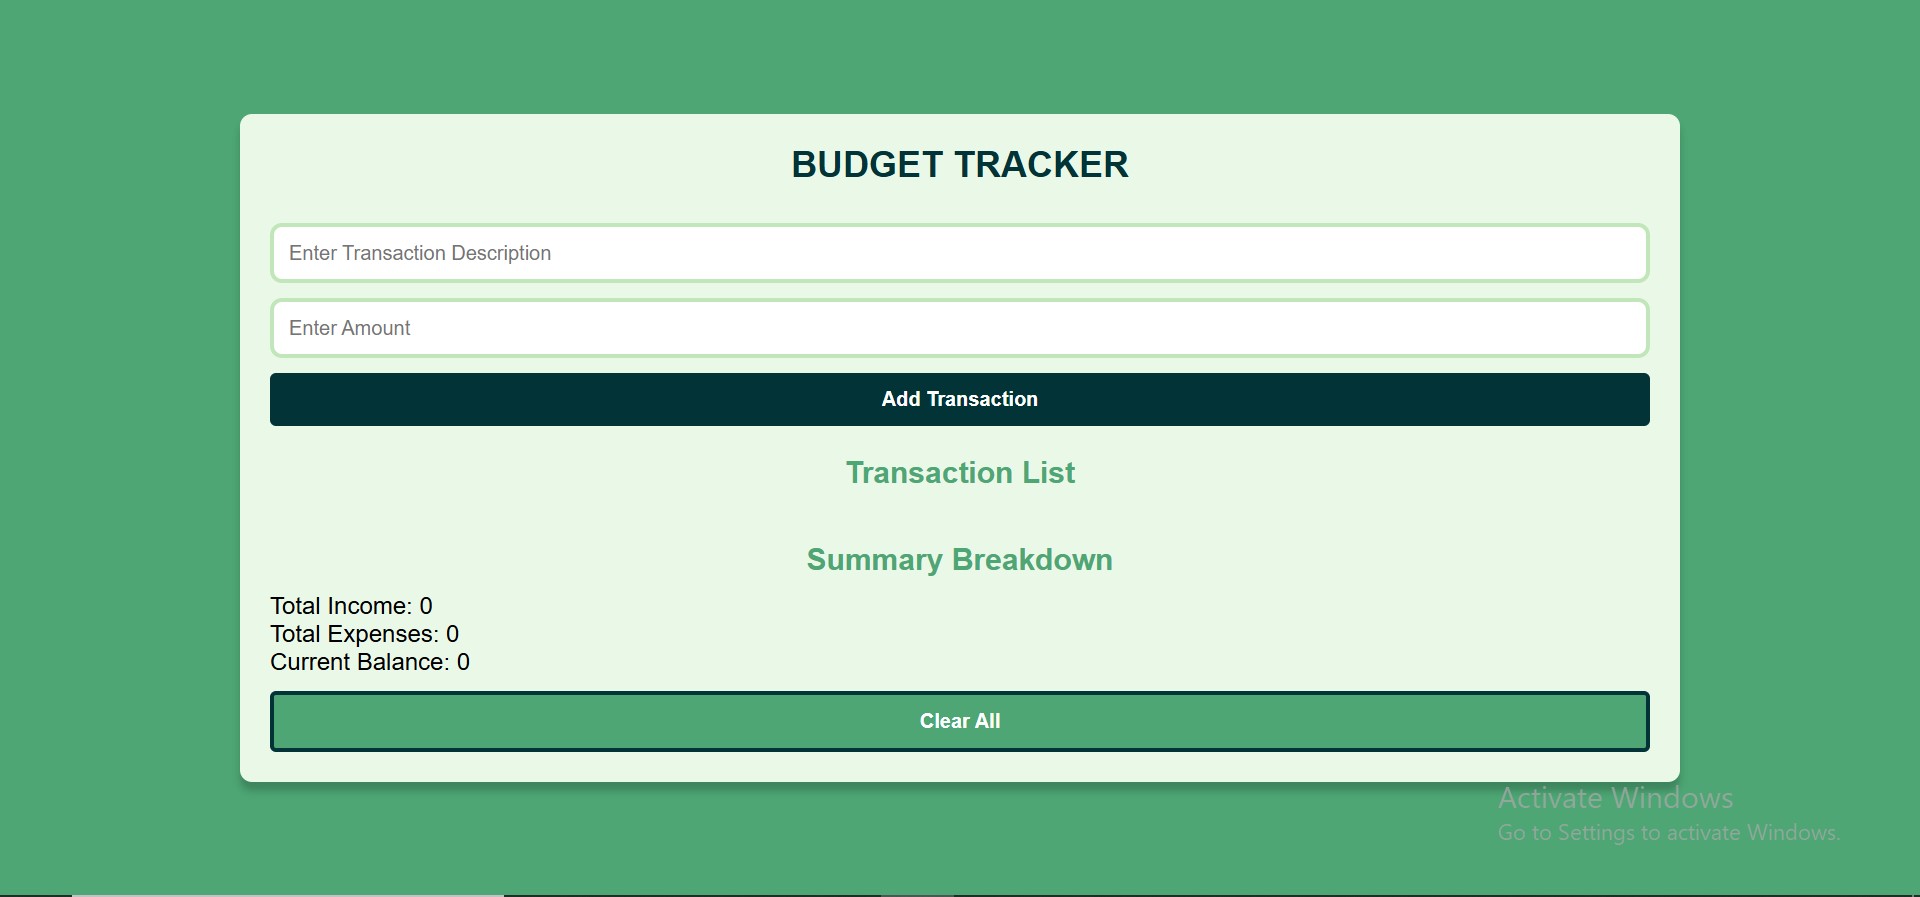 BUDGET TRACKER
Enter Transaction Description
Enter Amount
Add Transaction
Transaction List
Summary Breakdown
Total Income: 0
Total Expenses: 0
Current Balance: 0
Clear All
Activate Windows
Go to Settings to activate Windows.